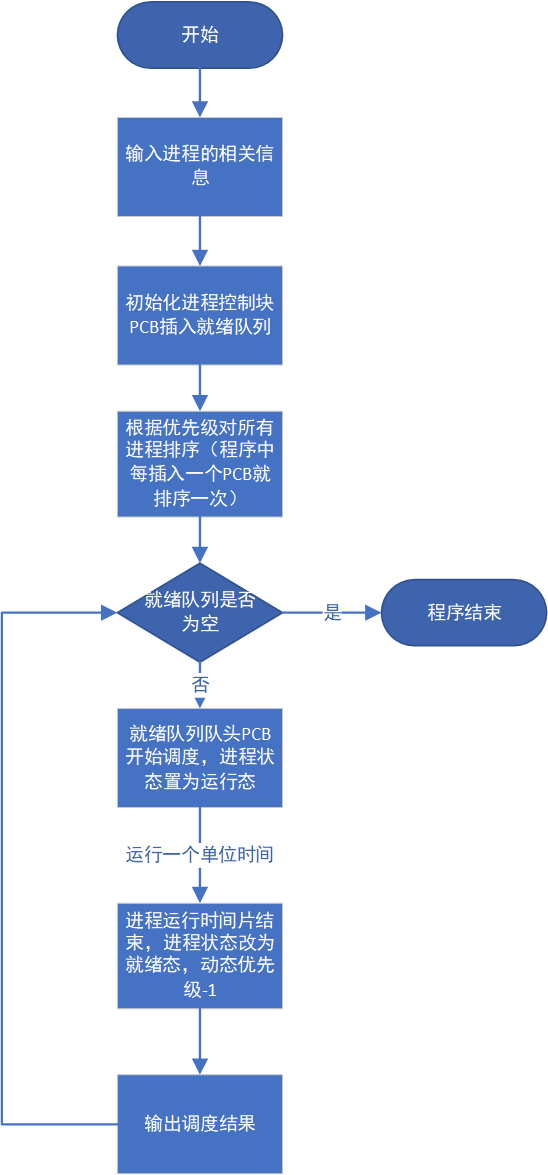 开始
输入进程的相关信
息
初始化进程控制块
PCB插入就绪队列
根据优先级对所有
进程排序（程序中
每插入一个PCB就
排序一次）
就绪队列是否
为空
是
程序结束
否
就绪队列队头PCB
开始调度，进程状
态置为运行态
运行一个单位时间
进程运行时间片结
束，进程状态改为
就绪态，动态优先
级-1
输出调度结果